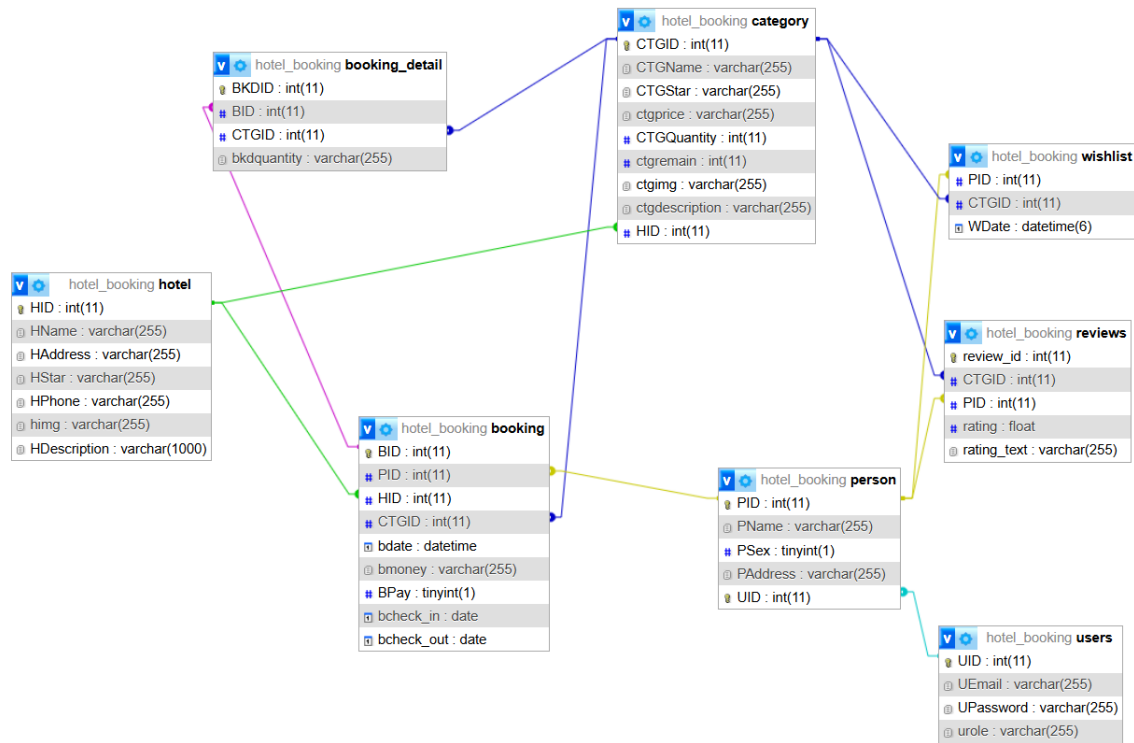 hotel_booking category
CTGID : int(11)
CTGName : varchar(255)
CTGStar : varchar(255)
ctgprice : varchar(255)
CTGQuantity : int(11)
ctgremain : int(11)
ctgimg : varchar(255)
ctgdescription : varchar(255)
HID : int(11)
hotel_booking booking_detail
BKDID : int(11)
BID : int(11)
CTGID : int(11)
bkdquantity : varchar(255)
hotel_booking wishlist
PID : int(11)
CTGID : int(11)
WDate : datetime(6)
hotel_booking hotel
HID : int(11)
HName : varchar(255)
HAddress : varchar(255)
HStar : varchar(255)
HPhone : varchar(255)
himg : varchar(255)
HDescription : varchar(1000)
hotel_booking reviews
review_id : int(11)
CTGID : int(11)
PID : int(11)
rating : float
rating_text : varchar(255)
hotel_booking booking
BID : int(11)
PID : int(11)
HID : int(11)
CTGID : int(11)
bdate : datetime
bmoney : varchar(255)
BPay : tinyint(1)
bcheck_in : date
bcheck_out : date
hotel_booking person
PID : int(11)
PName : varchar(255)
PSex : tinyint(1)
PAddress : varchar(255)
UID : int(11)
hotel_booking users
UID : int(11)
UEmail : varchar(255)
UPassword : varchar(255)
urole : varchar(255)